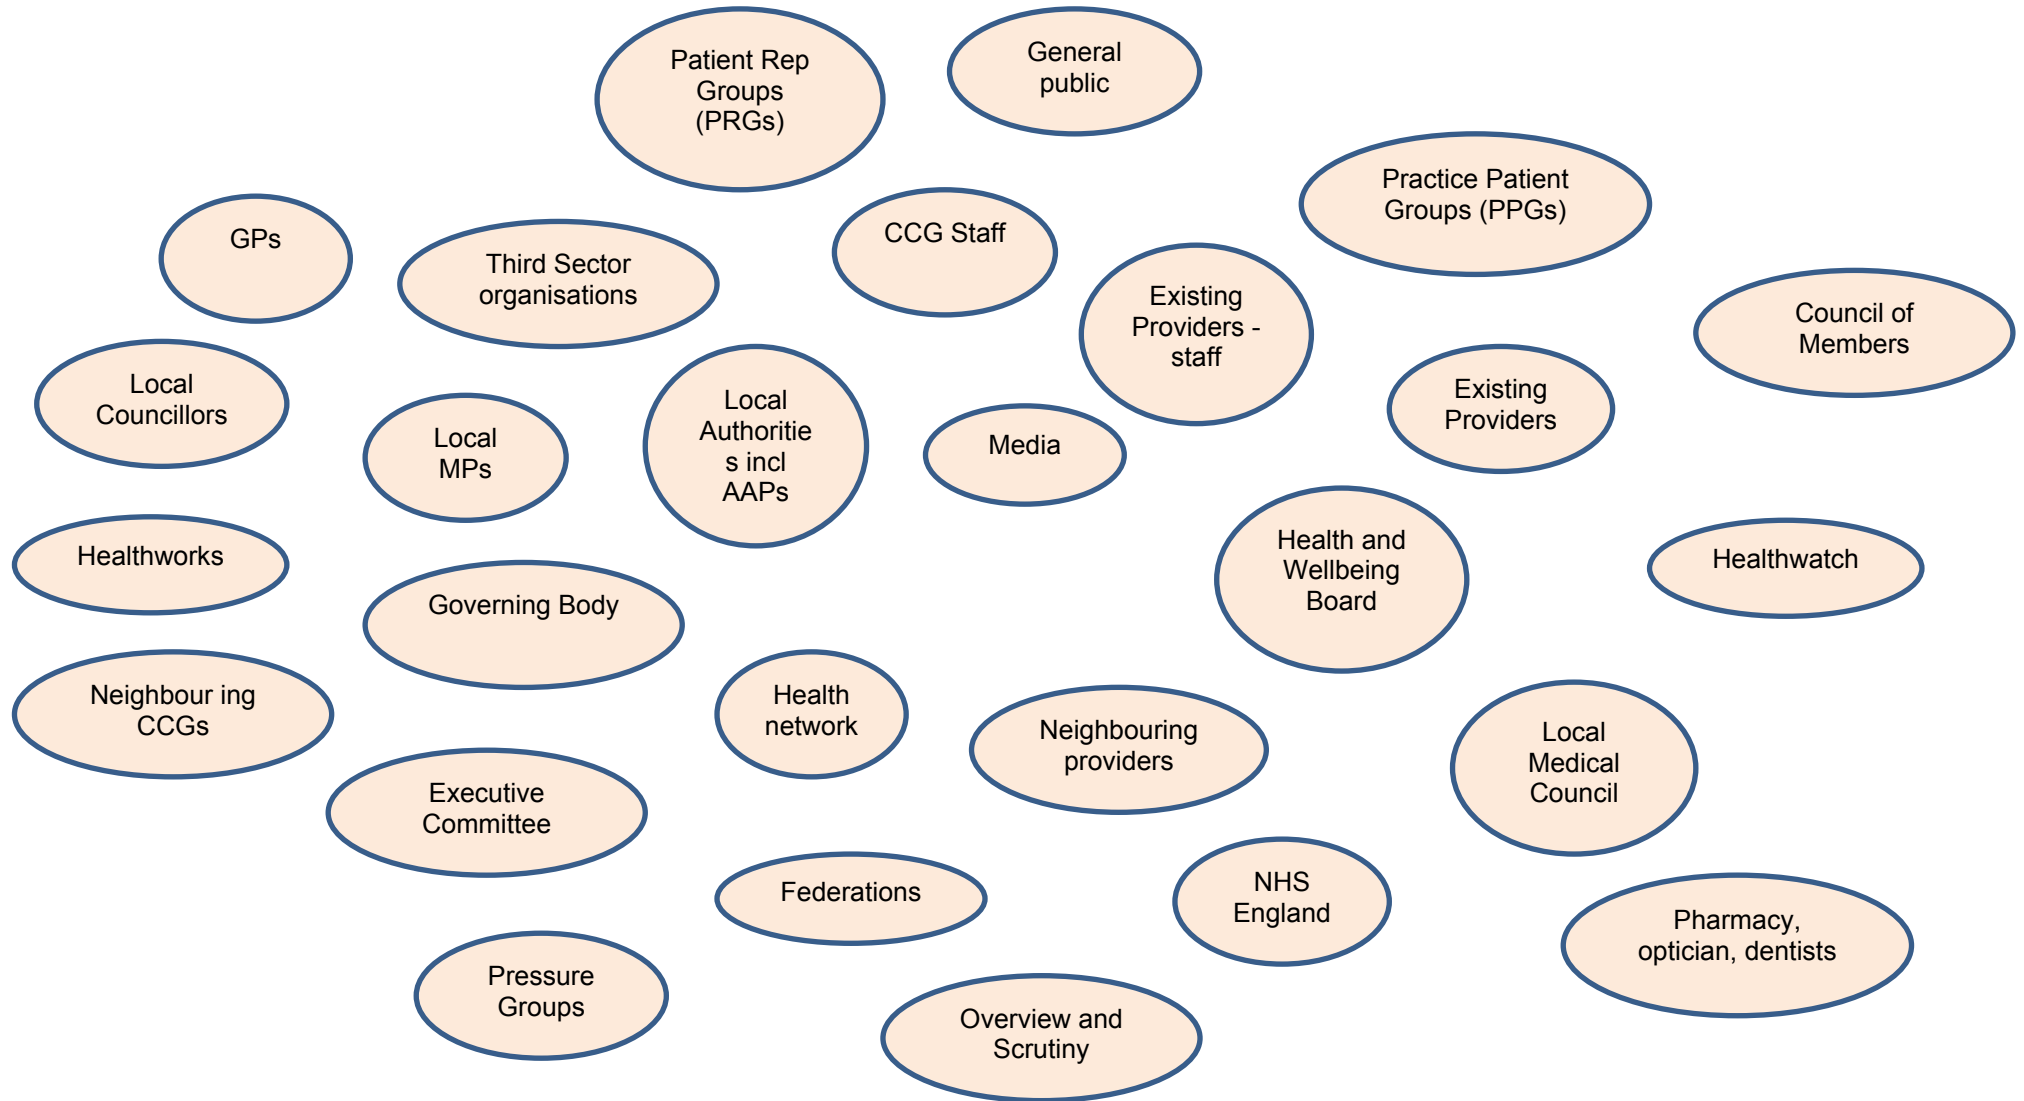 Patient Rep
Groups
(PRGs)
General
public
Practice Patient
Groups (PPGs)
GPs
Third Sector
organisations
CCG Staff
Existing
Providers -
staff
Council of
Members
Local
Councillors
Local
MPs
Local
Authoritie
s incl
AAPs
Media
Existing
Providers
Healthworks
Governing Body
Health and
Wellbeing
Board
Healthwatch
Neighbour ing
CCGs
Health
network
Neighbouring
providers
Local
Medical
Council
Executive
Committee
Federations
NHS
England
Pharmacy,
optician, dentists
Pressure
Groups
Overview and
Scrutiny